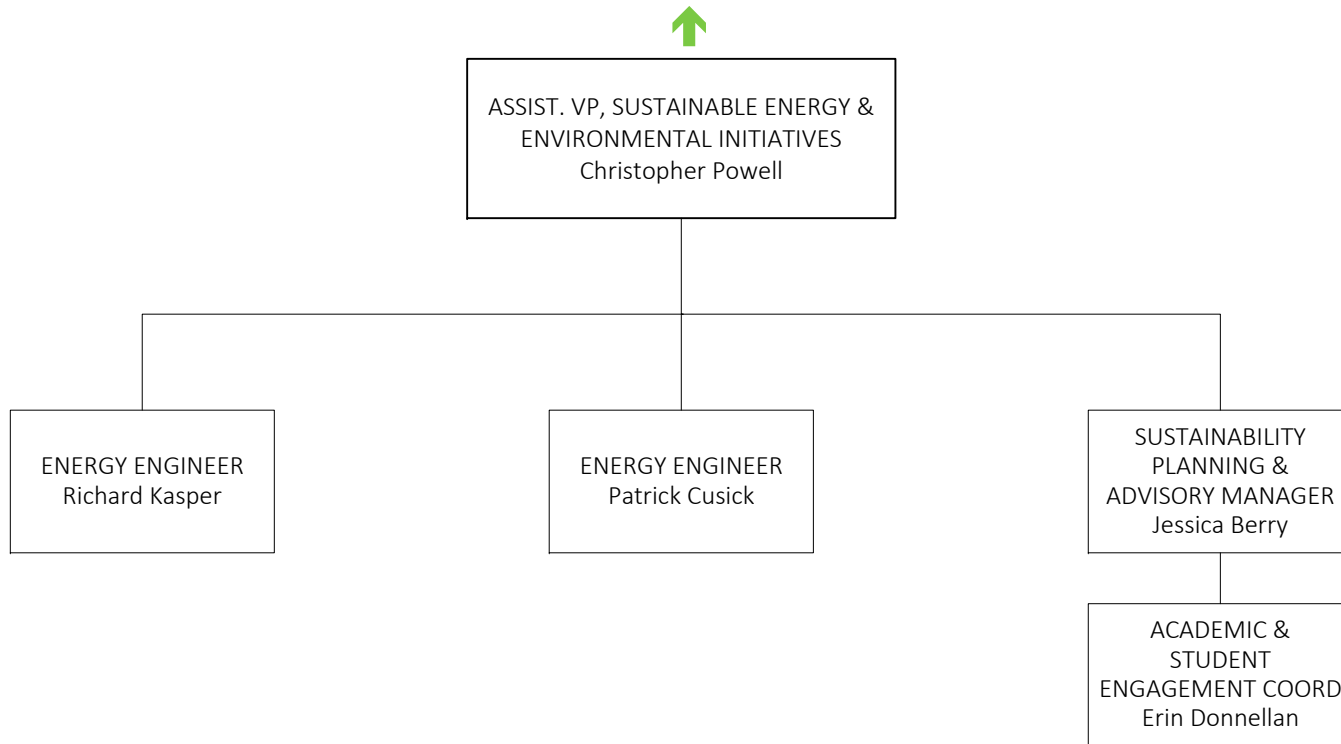 ASSIST. VP, SUSTAINABLE ENERGY &
ENVIRONMENTAL INITIATIVES
Christopher Powell
ENERGY ENGINEER
Richard Kasper
ENERGY ENGINEER
Patrick Cusick
SUSTAINABILITY
PLANNING &
ADVISORY MANAGER
Jessica Berry
ACADEMIC &
STUDENT
ENGAGEMENT COORD
Erin Donnellan